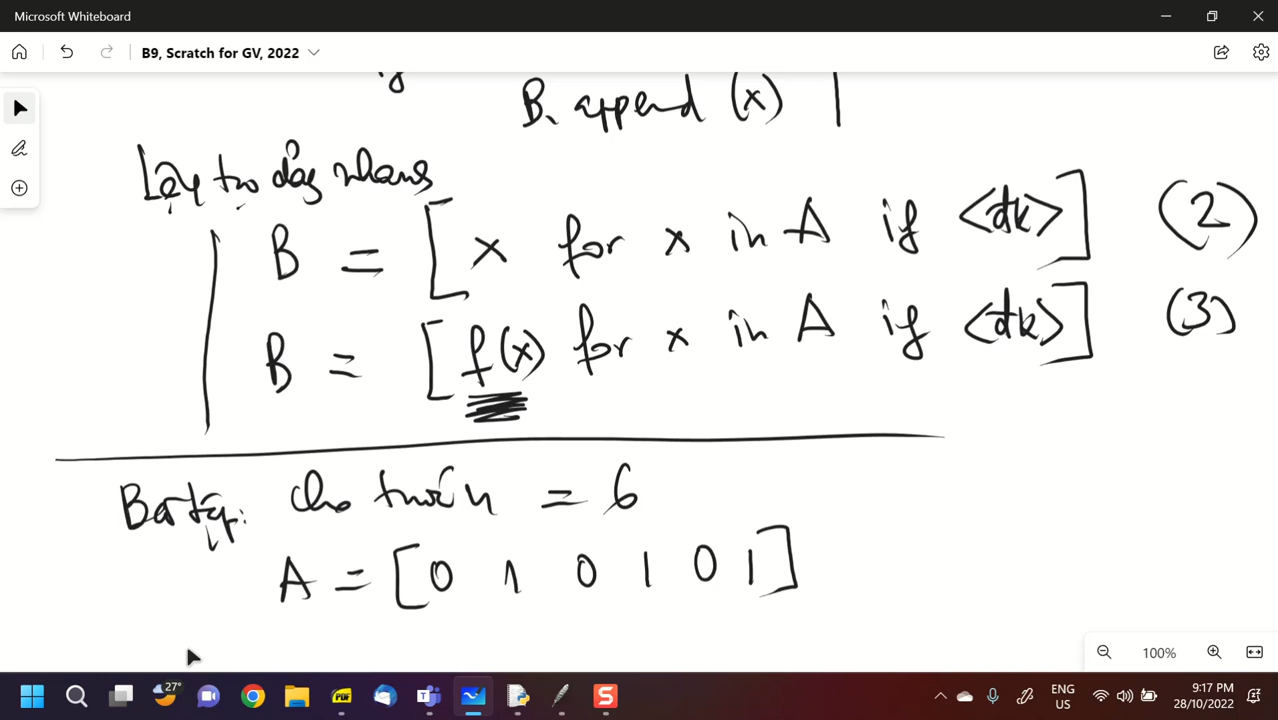 Microsoft Whiteboard
B9, Scratch for GV, 2022
B. append (x)
Lấy từ dãy
B = [x for x in A if <đk>] (2)
B = [f(x) for x in A if <đk>] (3)
Bài tập: cho trước n = 6
A = [0 1 0 1 0 1]
100%
27°
ENG
US
9:17 PM
28/10/2022